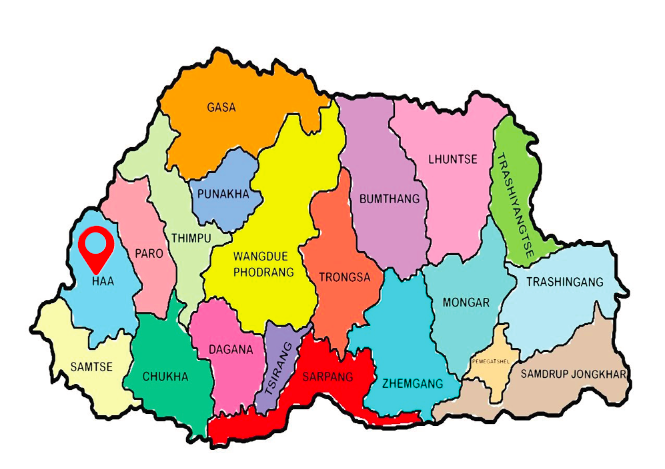 GASA
LHUNTSE
TRASHIYANGTSE
PUNAKHA
BUMTHANG
THIMPU
PARO
WANGDUE
PHODRANG
TRONGSA
HAA
TRASHINGANG
MONGAR
DAGANA
TSIRANG
SAMTSE
CHUKHA
SARPANG
ZHEMGANG
PEMEGATSHEL
SAMDRUP JONGKHAR